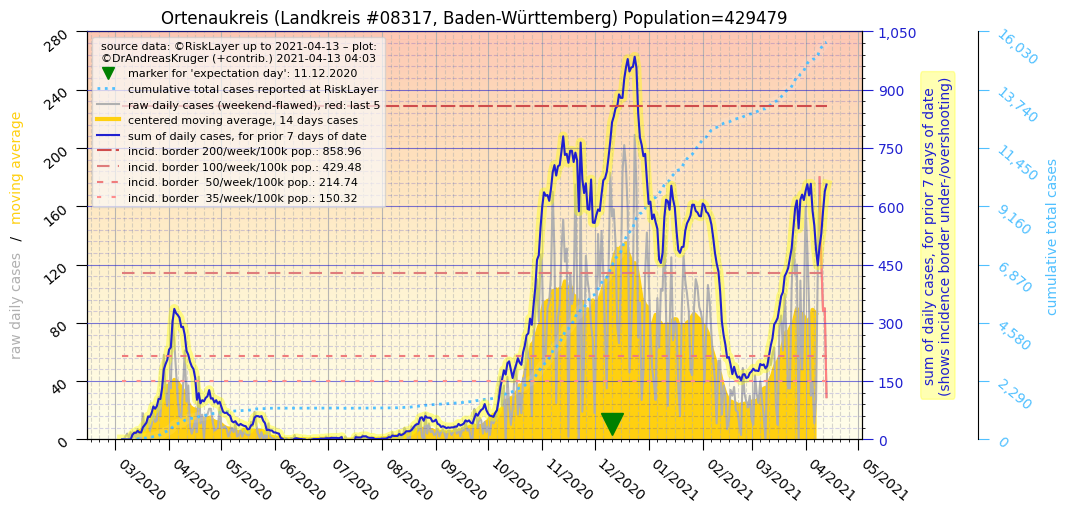 Ortenaukreis (Landkreis #08317, Baden-Württemberg) Population=429479
source data: ©RiskLayer up to 2021-04-13 – plot:
©DrAndreasKruger (+contrib.) 2021-04-13 04:03
marker for 'expectation day': 11.12.2020
cumulative total cases reported at RiskLayer
raw daily cases (weekend-flawed), red: last 5
centered moving average, 14 days cases
sum of daily cases, for prior 7 days of date
incid. border 200/week/100k pop.: 858.96
incid. border 100/week/100k pop.: 429.48
incid. border  50/week/100k pop.: 214.74
incid. border  35/week/100k pop.: 150.32
raw daily cases  /  moving average
280
240
200
160
120
80
40
0
03/2020
04/2020
05/2020
06/2020
07/2020
08/2020
09/2020
10/2020
11/2020
12/2020
01/2021
02/2021
03/2021
04/2021
05/2021
1,050
900
750
600
450
300
150
0
sum of daily cases, for prior 7 days of date
(shows incidence border under-/overshooting)
16,030
13,740
11,450
9,160
6,870
4,580
2,290
0
cumulative total cases